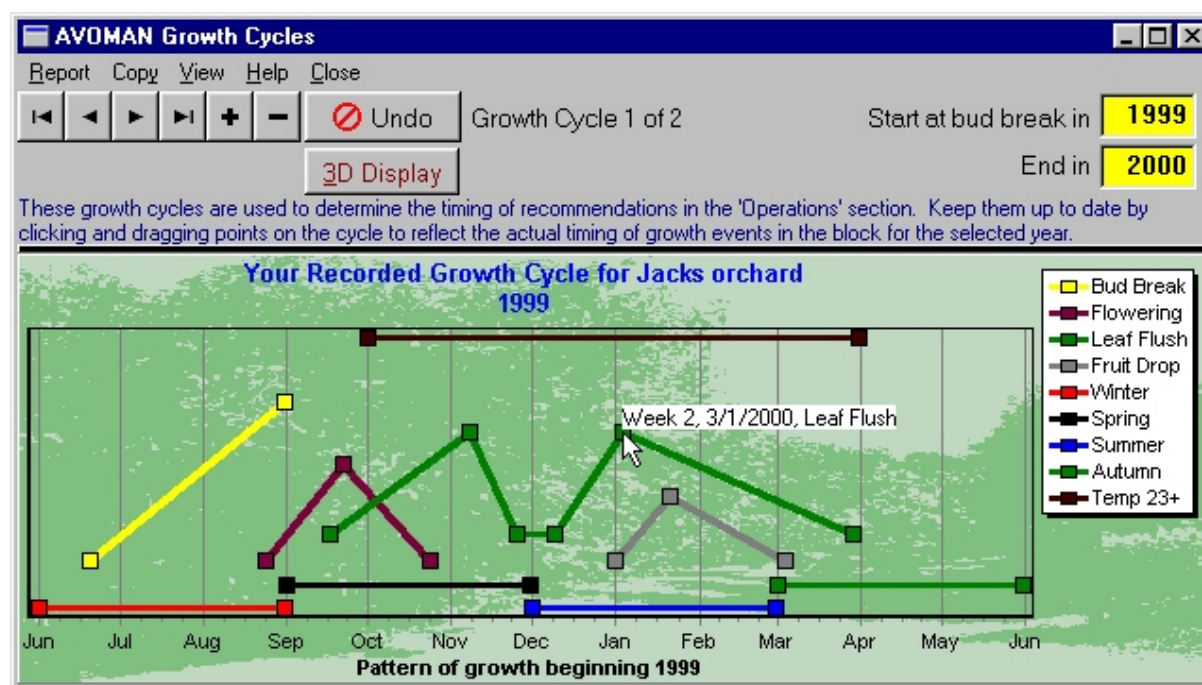 AVOMAN Growth Cycles
Report Copy View Help Close
Undo Growth Cycle 1 of 2 Start at bud break in 1999
3D Display End in 2000
These growth cycles are used to determine the timing of recommendations in the 'Operations' section. Keep them up to date by
clicking and dragging points on the cycle to reflect the actual timing of growth events in the block for the selected year.
Your Recorded Growth Cycle for Jacks orchard
1999
Bud Break
Flowering
Leaf Flush
Fruit Drop
Winter
Spring
Summer
Autumn
Temp 23+
Week 2, 3/1/2000, Leaf Flush
Jun Jul Aug Sep Oct Nov Dec Jan Feb Mar Apr May Jun
Pattern of growth beginning 1999